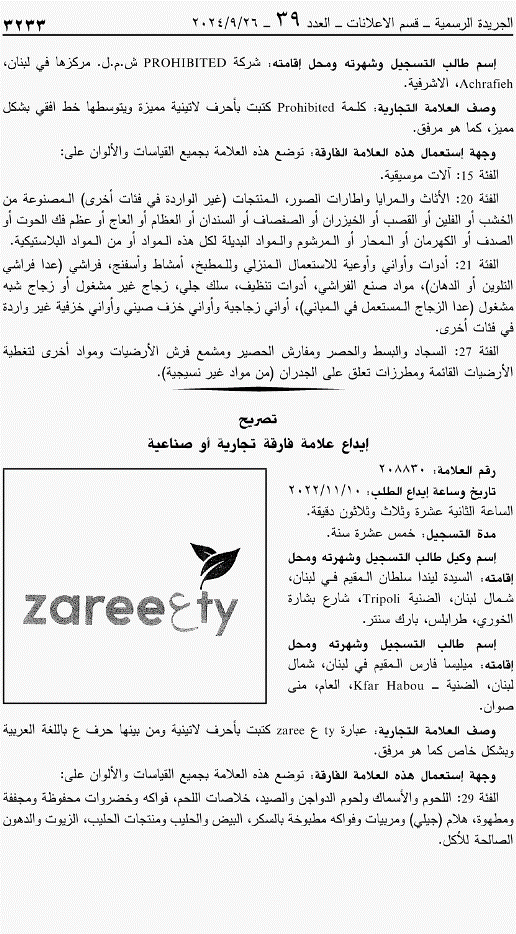 الجريدة الرسمية – قسم الاعلانات – العدد ٣٩ – ٢٠٢٤/٩/٢٦ ٣٢٣٣
إسم طالب التسجيل وشهرته ومحل إقامته: شركة PROHIBITED ش.م.ل. مركزها في لبنان،
Achrafieh، الاشرفية.
وصف العلامة التجارية: كلمة Prohibited كتبت بأحرف لاتينية مميزة ويتوسطها خط افقي بشكل
مميز، كما هو مرفق.
وجهة إستعمال هذه العلامة الفارقة: توضع هذه العلامة بجميع القياسات والألوان على:
الفئة 15: آلات موسيقية.
الفئة 20: الأثاث والمرايا واطارات الصور، المنتجات (غير الواردة في فئات أخرى) المصنوعة من
الخشب أو الفلين أو القصب أو الخيزران أو الصفصاف أو السندان أو العظام أو العاج أو عظم فك الحوت أو
الصدف أو الكهرمان أو المحار أو المرشوم والمواد البديلة لكل هذه المواد أو من المواد البلاستيكية.
الفئة 21: أدوات وأواني وأوعية للاستعمال المنزلي وللمطبخ، أمشاط وأسفنج، فراشي (عدا فراشي
التلوين أو الدهان)، مواد صنع الفراشي، أدوات تنظيف، سلك جلي، زجاج غير مشغول أو زجاج شبه
مشغول (عدا الزجاج المستعمل في المباني)، أواني زجاجية وأواني خزف صيني وأواني خزفية غير واردة
في فئات أخرى.
الفئة 27: السجاد والبسط والحصر ومفارش الحصير ومشمع فرش الأرضيات ومواد أخرى لتغطية
الأرضيات القائمة ومطرزات تعلق على الجدران (من مواد غير نسيجية).
تصريح
إيداع علامة فارقة تجارية أو صناعية
رقم العلامة: ٢٠٨٨٣٠
تاريخ وساعة إيداع الطلب: ٢٠٢٢/١١/١٠
الساعة الثانية عشرة وثلاث وثلاثون دقيقة.
مدة التسجيل: خمس عشرة سنة.
إسم وكيل طالب التسجيل وشهرته ومحل
إقامته: السيدة ليندا سلطان المقيم في لبنان،
شمال لبنان، الضنية Tripoli، شارع بشارة
الخوري، طرابلس، بارك سنتر.
إسم طالب التسجيل وشهرته ومحل
إقامته: ميليسا فارس المقيم في لبنان، شمال
لبنان، الضنية – Kfar Habou، العام، منى
صوان.
zareeعty
وصف العلامة التجارية: عبارة zaree ع ty كتبت بأحرف لاتينية ومن بينها حرف ع باللغة العربية
وبشكل خاص كما هو مرفق.
وجهة إستعمال هذه العلامة الفارقة: توضع هذه العلامة بجميع القياسات والألوان على:
الفئة 29: اللحوم والأسماك ولحوم الدواجن والصيد، خلاصات اللحم، فواكه وخضروات محفوظة ومجففة
ومطهوة، هلام (جيلي) ومربيات وفواكه مطبوخة بالسكر، البيض والحليب ومنتجات الحليب، الزيوت والدهون
الصالحة للأكل.